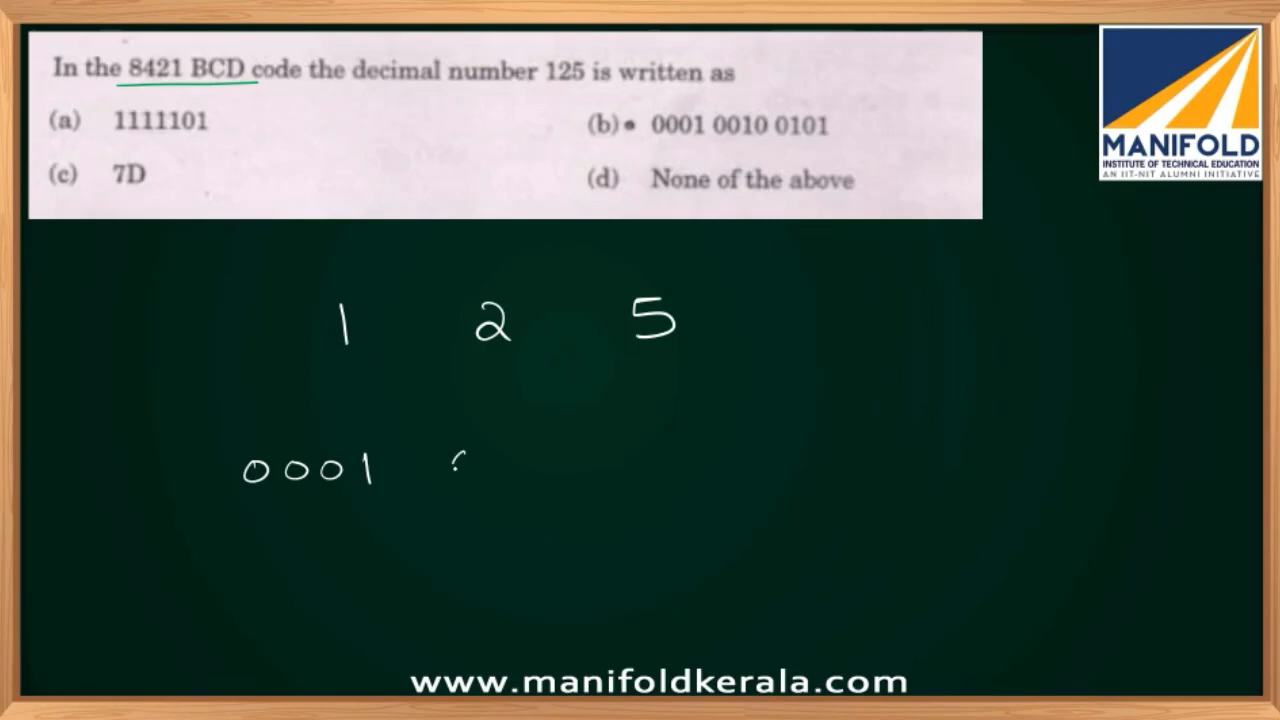 In the 8421 BCD code the decimal number 125 is written as
(a) 1111101
(b) 0001 0010 0101
(c) 7D
(d) None of the above
MANIFOLD
INSTITUTE OF TECHNICAL EDUCATION
AN IIT-NIT ALUMNI INITIATIVE
1 2 5
0001
www.manifoldkerala.com